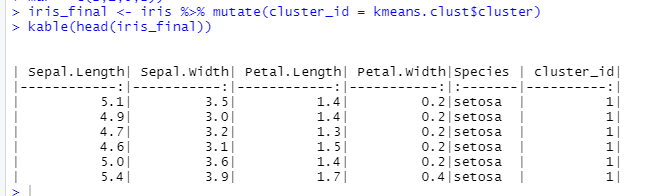 > iris_final <- iris %>% mutate(cluster_id = kmeans.clust$cluster)
> kable(head(iris_final))
| Sepal.Length| Sepal.Width| Petal.Length| Petal.Width|Species | cluster_id|
|------------:|-----------:|------------:|-----------:|:-------|----------:|
| 5.1| 3.5| 1.4| 0.2|setosa | 1|
| 4.9| 3.0| 1.4| 0.2|setosa | 1|
| 4.7| 3.2| 1.3| 0.2|setosa | 1|
| 4.6| 3.1| 1.5| 0.2|setosa | 1|
| 5.0| 3.6| 1.4| 0.2|setosa | 1|
| 5.4| 3.9| 1.7| 0.4|setosa | 1|
> |